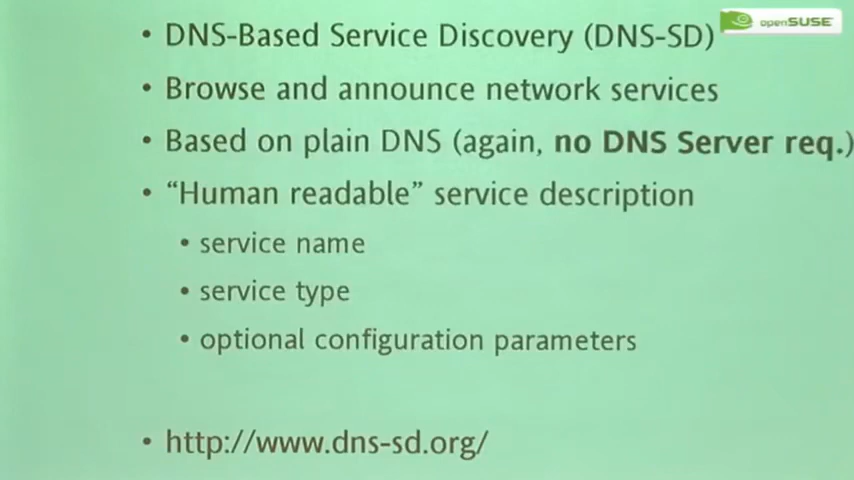 • DNS-Based Service Discovery (DNS-SD)
openSUSE
• Browse and announce network services
• Based on plain DNS (again, no DNS Server req.)
• “Human readable” service description
• service name
• service type
• optional configuration parameters
• http://www.dns-sd.org/